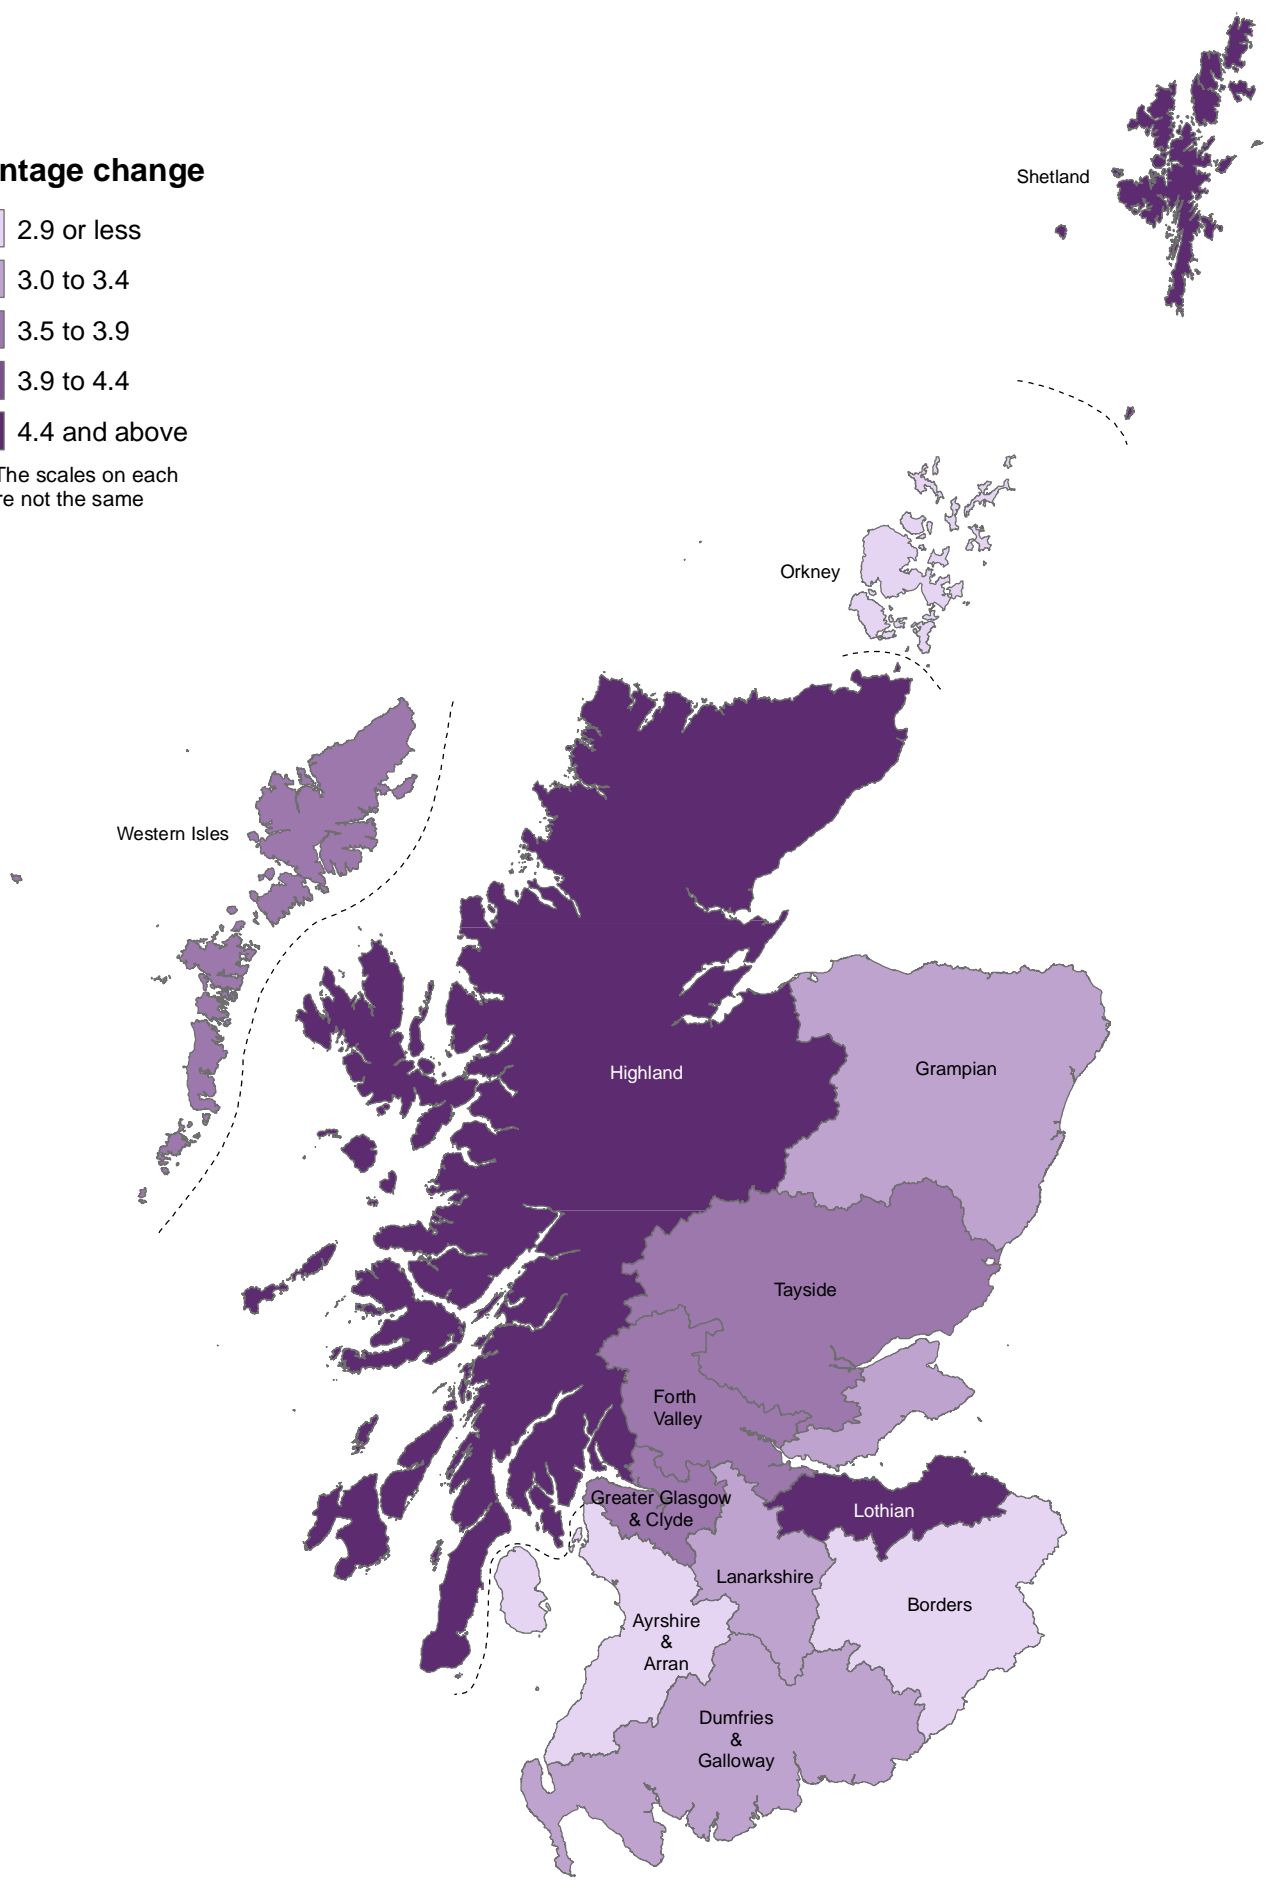 ntage change
2.9 or less
3.0 to 3.4
3.5 to 3.9
3.9 to 4.4
4.4 and above
The scales on each
re not the same
Shetland
Orkney
Western Isles
Highland
Grampian
Tayside
Forth
Valley
Greater Glasgow
& Clyde
Lothian
Lanarkshire
Borders
Ayrshire
&
Arran
Dumfries
&
Galloway